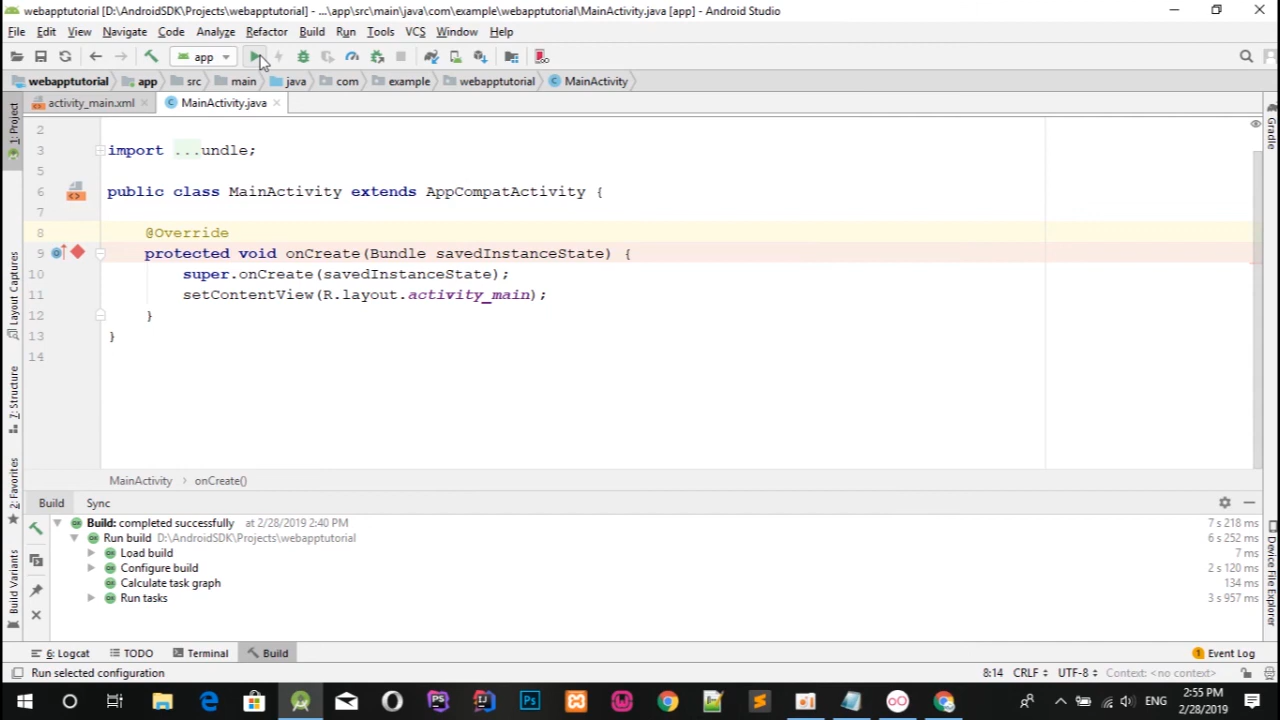 webapptutorial [D:\AndroidSDK\Projects\webapptutorial] - ...\app\src\main\java\com\example\webapptutorial\MainActivity.java [app] - Android Studio
File Edit View Navigate Code Analyze Refactor Build Run Tools VCS Window Help
app
webapptutorial app src main java com example webapptutorial MainActivity
activity_main.xml MainActivity.java
1: Project
Layout Captures
7: Structure
2: Favorites
Build Variants
Gradle
Device File Explorer
2
3 import ...undle;
5
6 public class MainActivity extends AppCompatActivity {
7
8 @Override
9 protected void onCreate(Bundle savedInstanceState) {
10 super.onCreate(savedInstanceState);
11 setContentView(R.layout.activity_main);
12 }
13 }
14
MainActivity › onCreate()
Build Sync
Build: completed successfully at 2/28/2019 2:40 PM 7 s 218 ms
Run build D:\AndroidSDK\Projects\webapptutorial 6 s 252 ms
Load build 7 ms
Configure build 2 s 120 ms
Calculate task graph 134 ms
Run tasks 3 s 957 ms
6: Logcat TODO Terminal Build 1 Event Log
Run selected configuration 8:14 CRLF UTF-8 Context: <no context>
PS Ps ENG 2:55 PM
2/28/2019